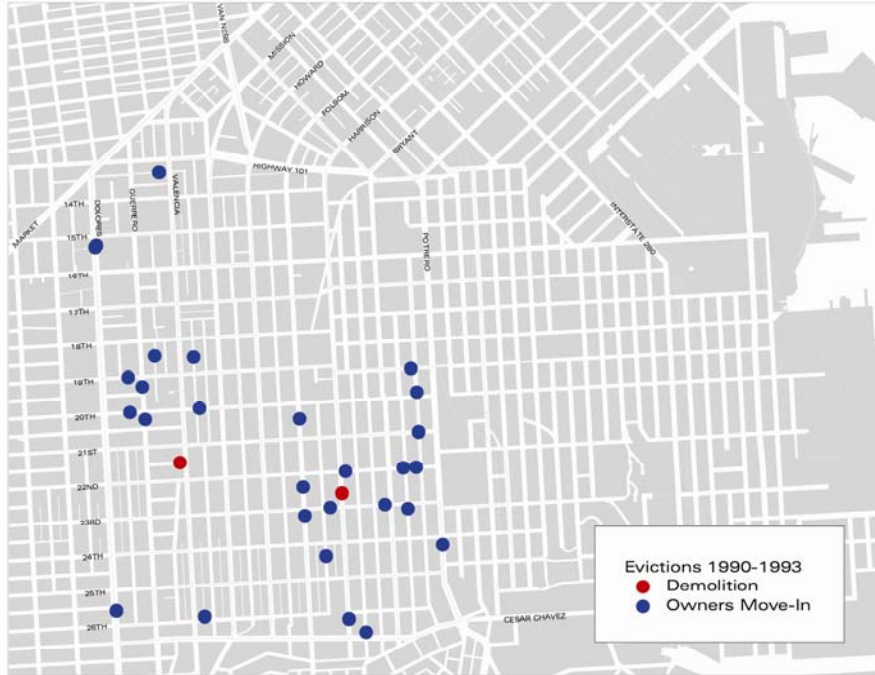 VAN NESS
MISSION
HOWARD
FOLSOM
HARRISON
BRYANT
HIGHWAY 101
MARKET
DOLORES
GUERRERO
VALENCIA
POTRERO
INTERSTATE 280
14TH
15TH
16TH
17TH
18TH
19TH
20TH
21ST
22ND
23RD
24TH
25TH
26TH
CESAR CHAVEZ
Evictions 1990-1993
Demolition
Owners Move-In